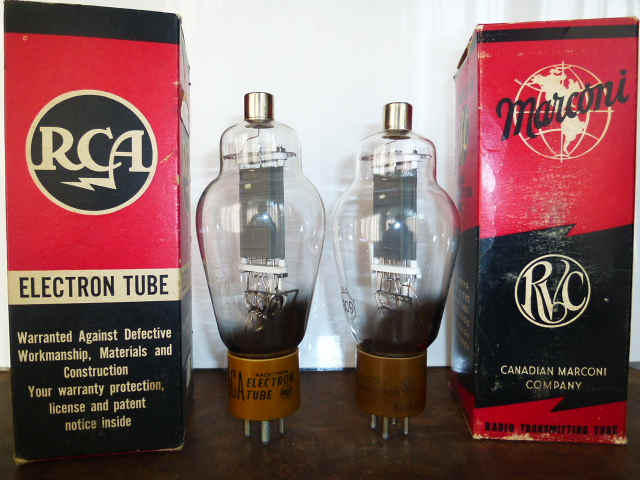 RCA
ELECTRON TUBE
Warranted Against Defective
Workmanship, Materials and
Construction
Your warranty protection,
license and patent
notice inside
ELECTRON
TUBE
Marconi
RVC
CANADIAN MARCONI
COMPANY
RADIO TRANSMITTING TUBE